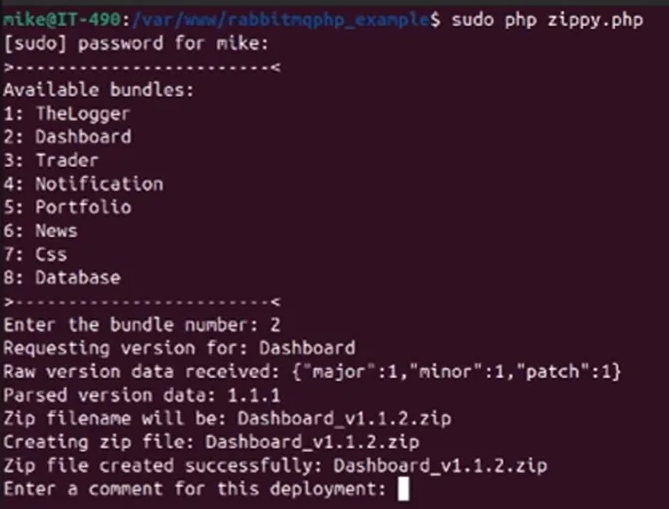 mike@IT-490:/var/www/rabbitmqphp_example$ sudo php zippy.php
[sudo] password for mike:
>------------------------<
Available bundles:
1: TheLogger
2: Dashboard
3: Trader
4: Notification
5: Portfolio
6: News
7: Css
8: Database
>------------------------<
Enter the bundle number: 2
Requesting version for: Dashboard
Raw version data received: {"major":1,"minor":1,"patch":1}
Parsed version data: 1.1.1
Zip filename will be: Dashboard_v1.1.2.zip
Creating zip file: Dashboard_v1.1.2.zip
Zip file created successfully: Dashboard_v1.1.2.zip
Enter a comment for this deployment: